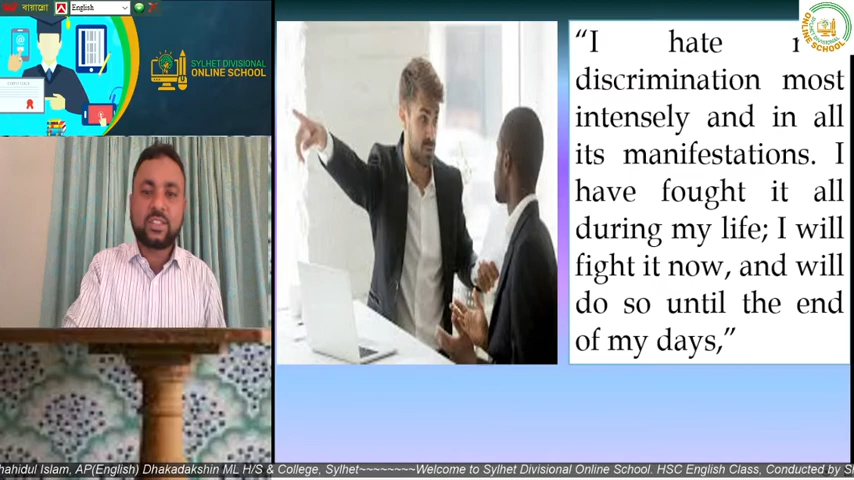 বায়ান্নো English
SYLHET DIVISIONAL
ONLINE SCHOOL
ONLINE SCHOOL
“I hate
discrimination most
intensely and in all
its manifestations. I
have fought it all
during my life; I will
fight it now, and will
do so until the end
of my days,”
hahidul Islam, AP(English) Dhakadakshin ML H/S & College, Sylhet~~~~~~~~Welcome to Sylhet Divisional Online School. HSC English Class, Conducted by S